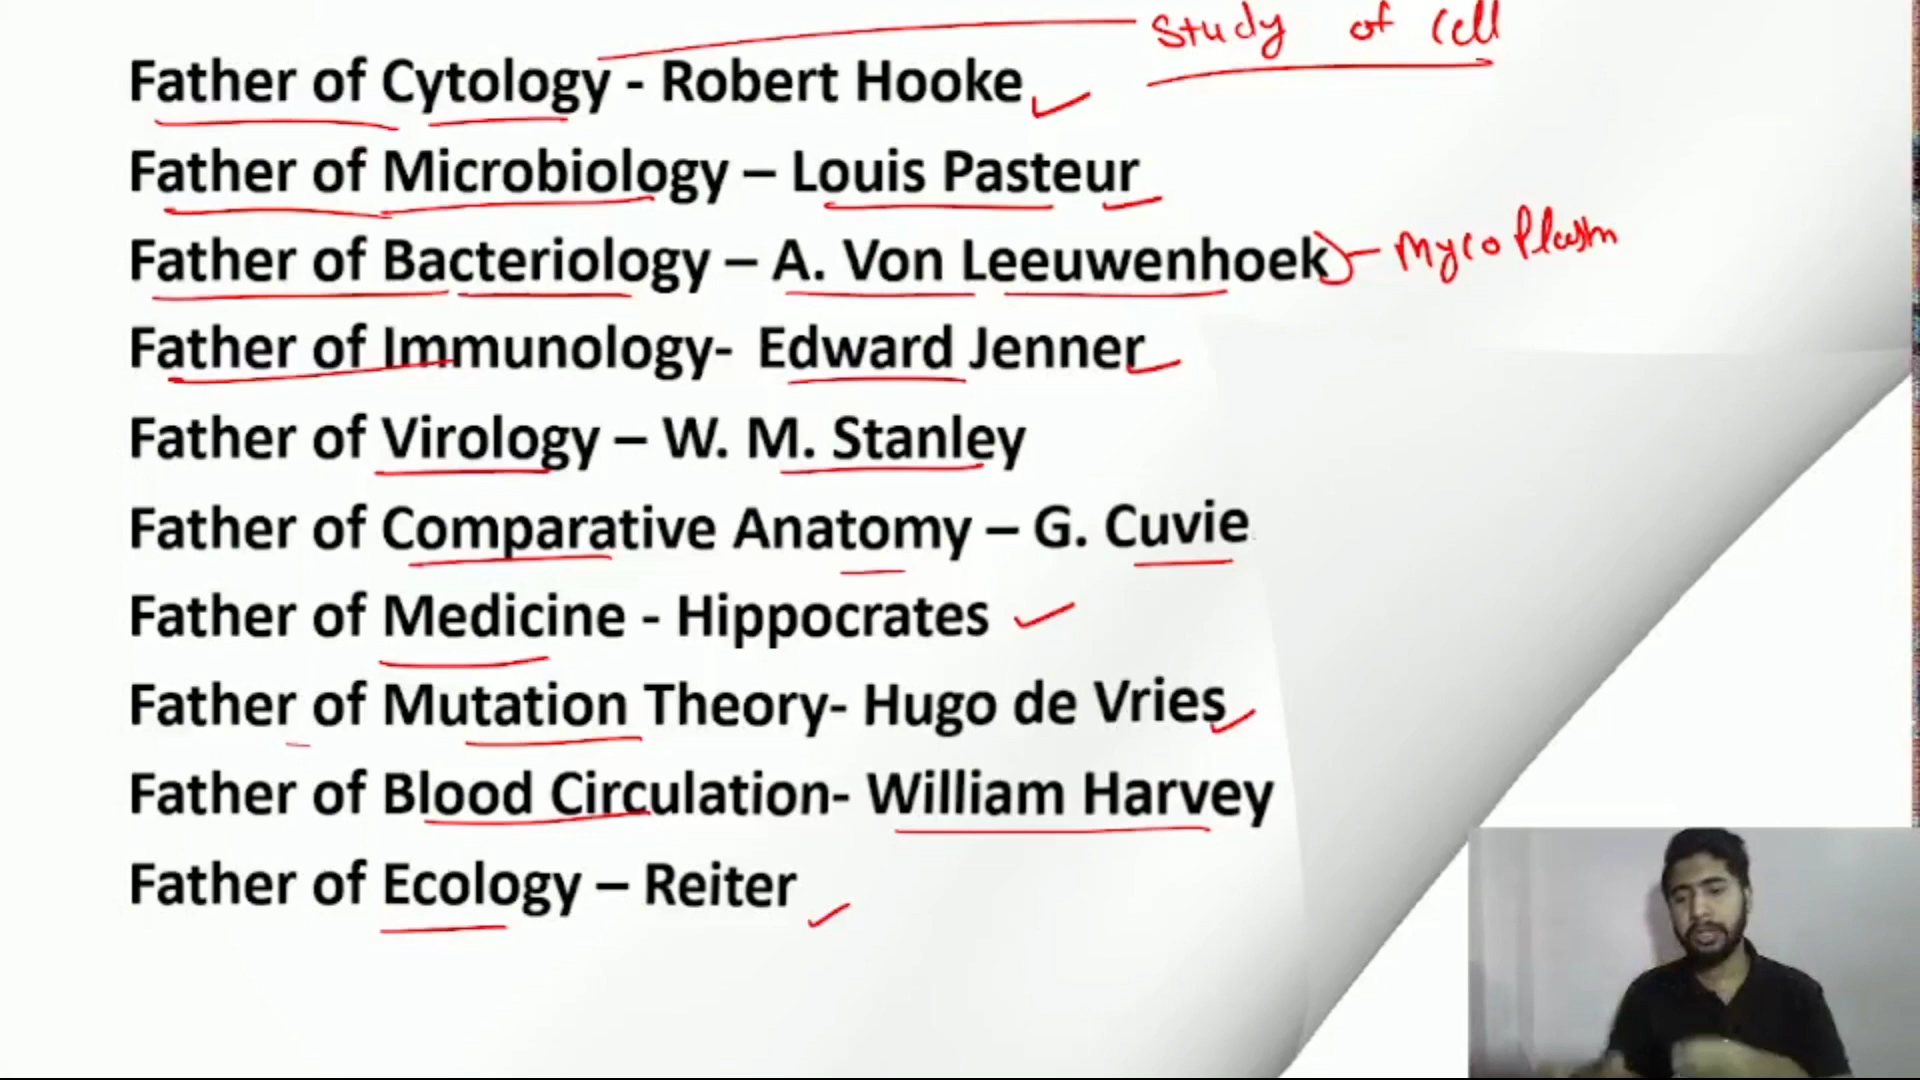 Study of Cell
Father of Cytology - Robert Hooke
Father of Microbiology – Louis Pasteur
Father of Bacteriology – A. Von Leeuwenhoek
Myco Plasm
Father of Immunology- Edward Jenner
Father of Virology – W. M. Stanley
Father of Comparative Anatomy – G. Cuvie
Father of Medicine - Hippocrates
Father of Mutation Theory- Hugo de Vries
Father of Blood Circulation- William Harvey
Father of Ecology – Reiter